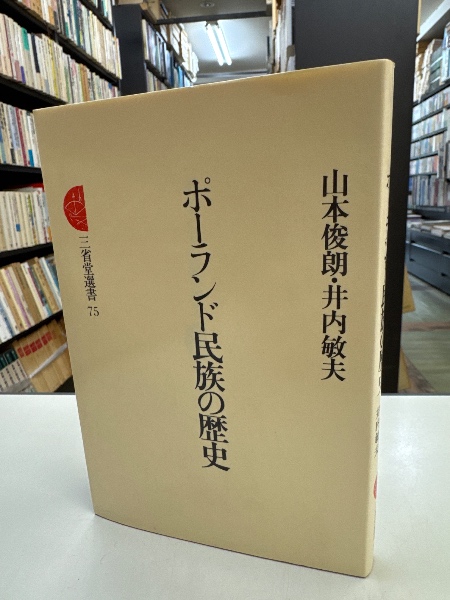 山本俊朗・井内敏夫
ポーランド民族の歴史
三省堂選書 75